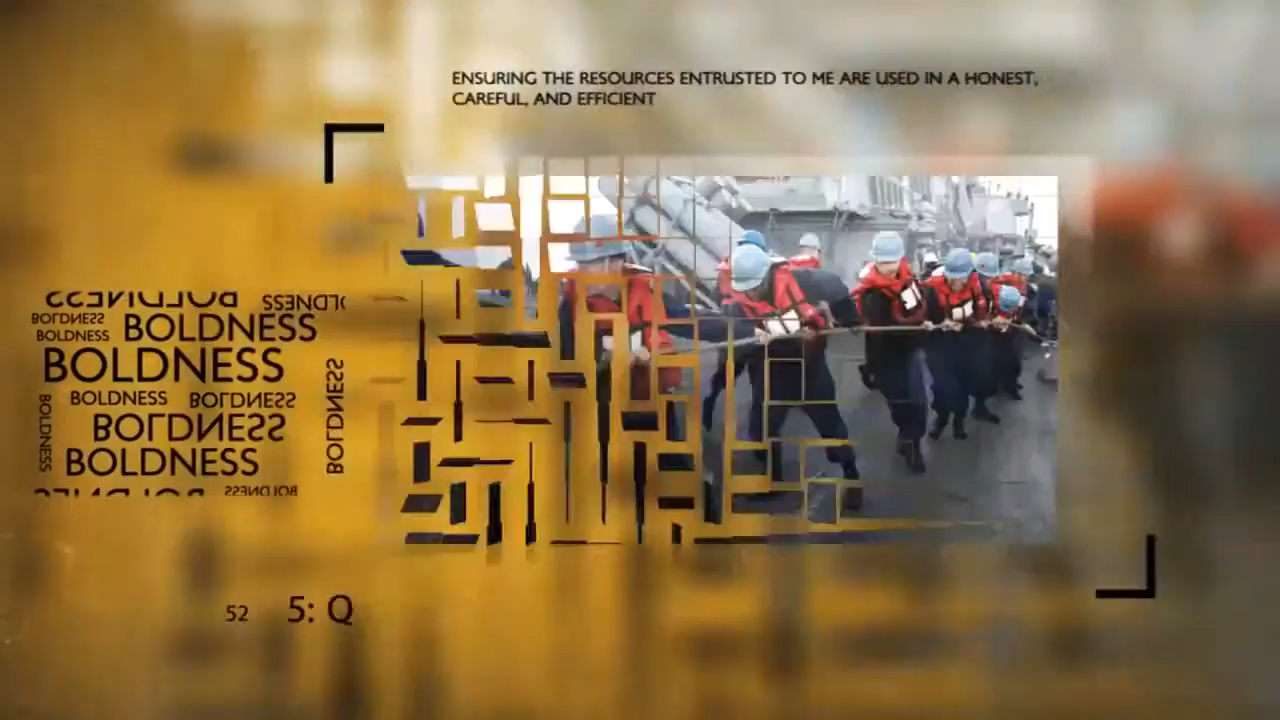 ENSURING THE RESOURCES ENTRUSTED TO ME ARE USED IN A HONEST,
CAREFUL, AND EFFICIENT
BOLDNESS
BOLDNESS
BOLDNESS BOLDNESS
BOLDNESS
BOLDNESS
BOLDNESS BOLDNESS
BOLDNESS
BOLDNESS
BOLDNESS
BOLDNESS
52 5: Q